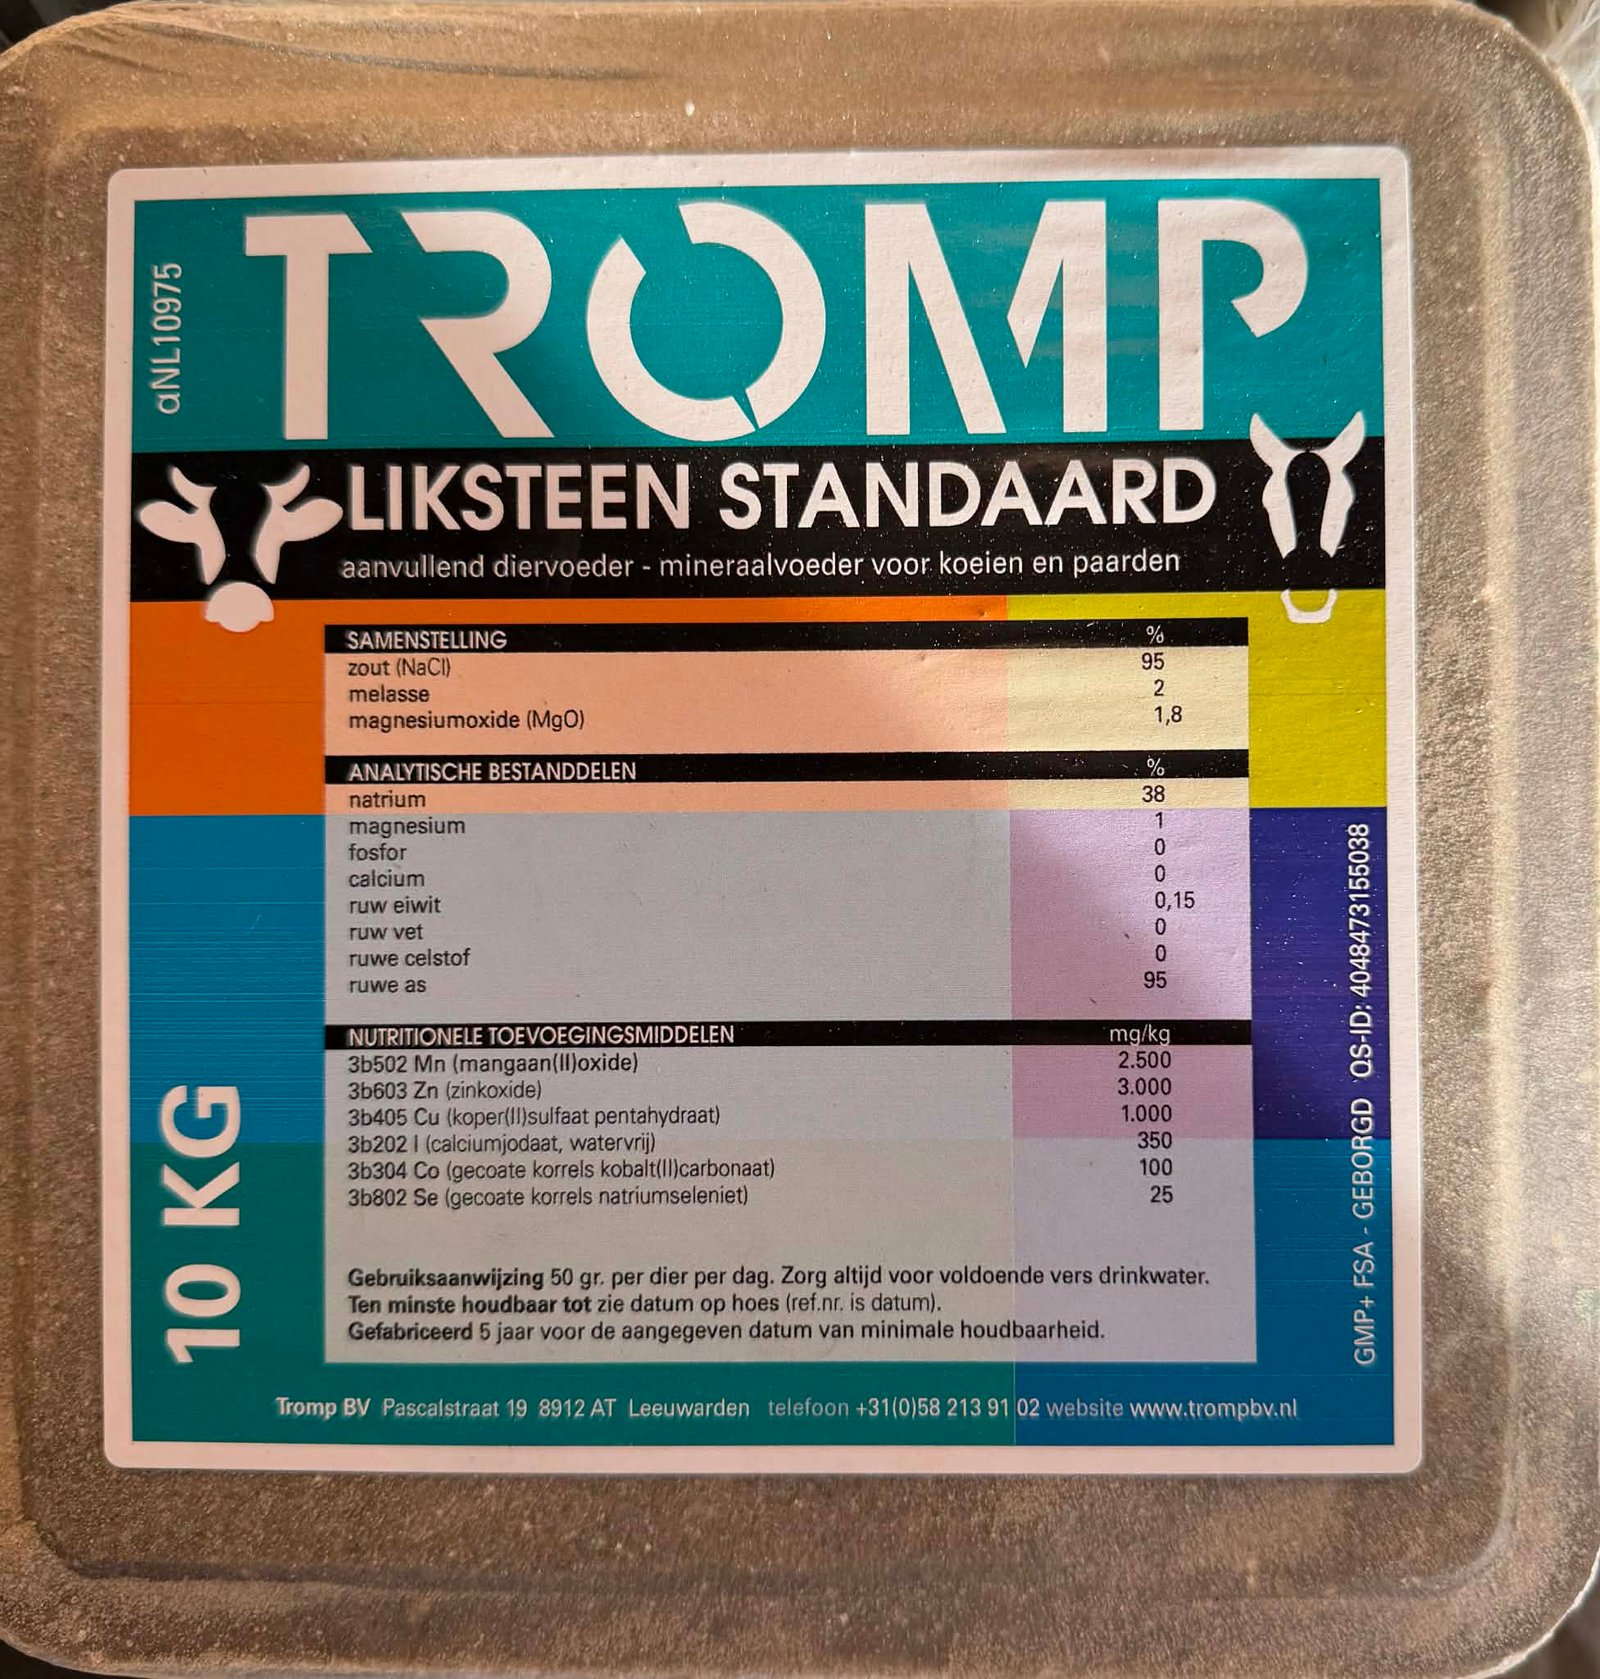 αNL10975
TROMP
LIKSTEEN STANDAARD
aanvullend diervoeder - mineraalvoeder voor koeien en paarden
SAMENSTELLING %
zout (NaCl) 95
melasse 2
magnesiumoxide (MgO) 1,8
ANALYTISCHE BESTANDDELEN %
natrium 38
magnesium 1
fosfor 0
calcium 0
ruw eiwit 0,15
ruw vet 0
ruwe celstof 0
ruwe as 95
NUTRITIONELE TOEVOEGINGSMIDDELEN mg/kg
3b502 Mn (mangaan(II)oxide) 2.500
3b603 Zn (zinkoxide) 3.000
3b405 Cu (koper(II)sulfaat pentahydraat) 1.000
3b202 I (calciumjodaat, watervrij) 350
3b304 Co (gecoate korrels kobalt(II)carbonaat) 100
3b802 Se (gecoate korrels natriumseleniet) 25
Gebruiksaanwijzing 50 gr. per dier per dag. Zorg altijd voor voldoende vers drinkwater.
Ten minste houdbaar tot zie datum op hoes (ref.nr. is datum).
Gefabriceerd 5 jaar voor de aangegeven datum van minimale houdbaarheid.
10 KG
GMP+ FSA - GEBORGD QS-ID: 4048473155038
Tromp BV Pascalstraat 19 8912 AT Leeuwarden telefoon +31(0)58 213 91 02 website www.trompbv.nl